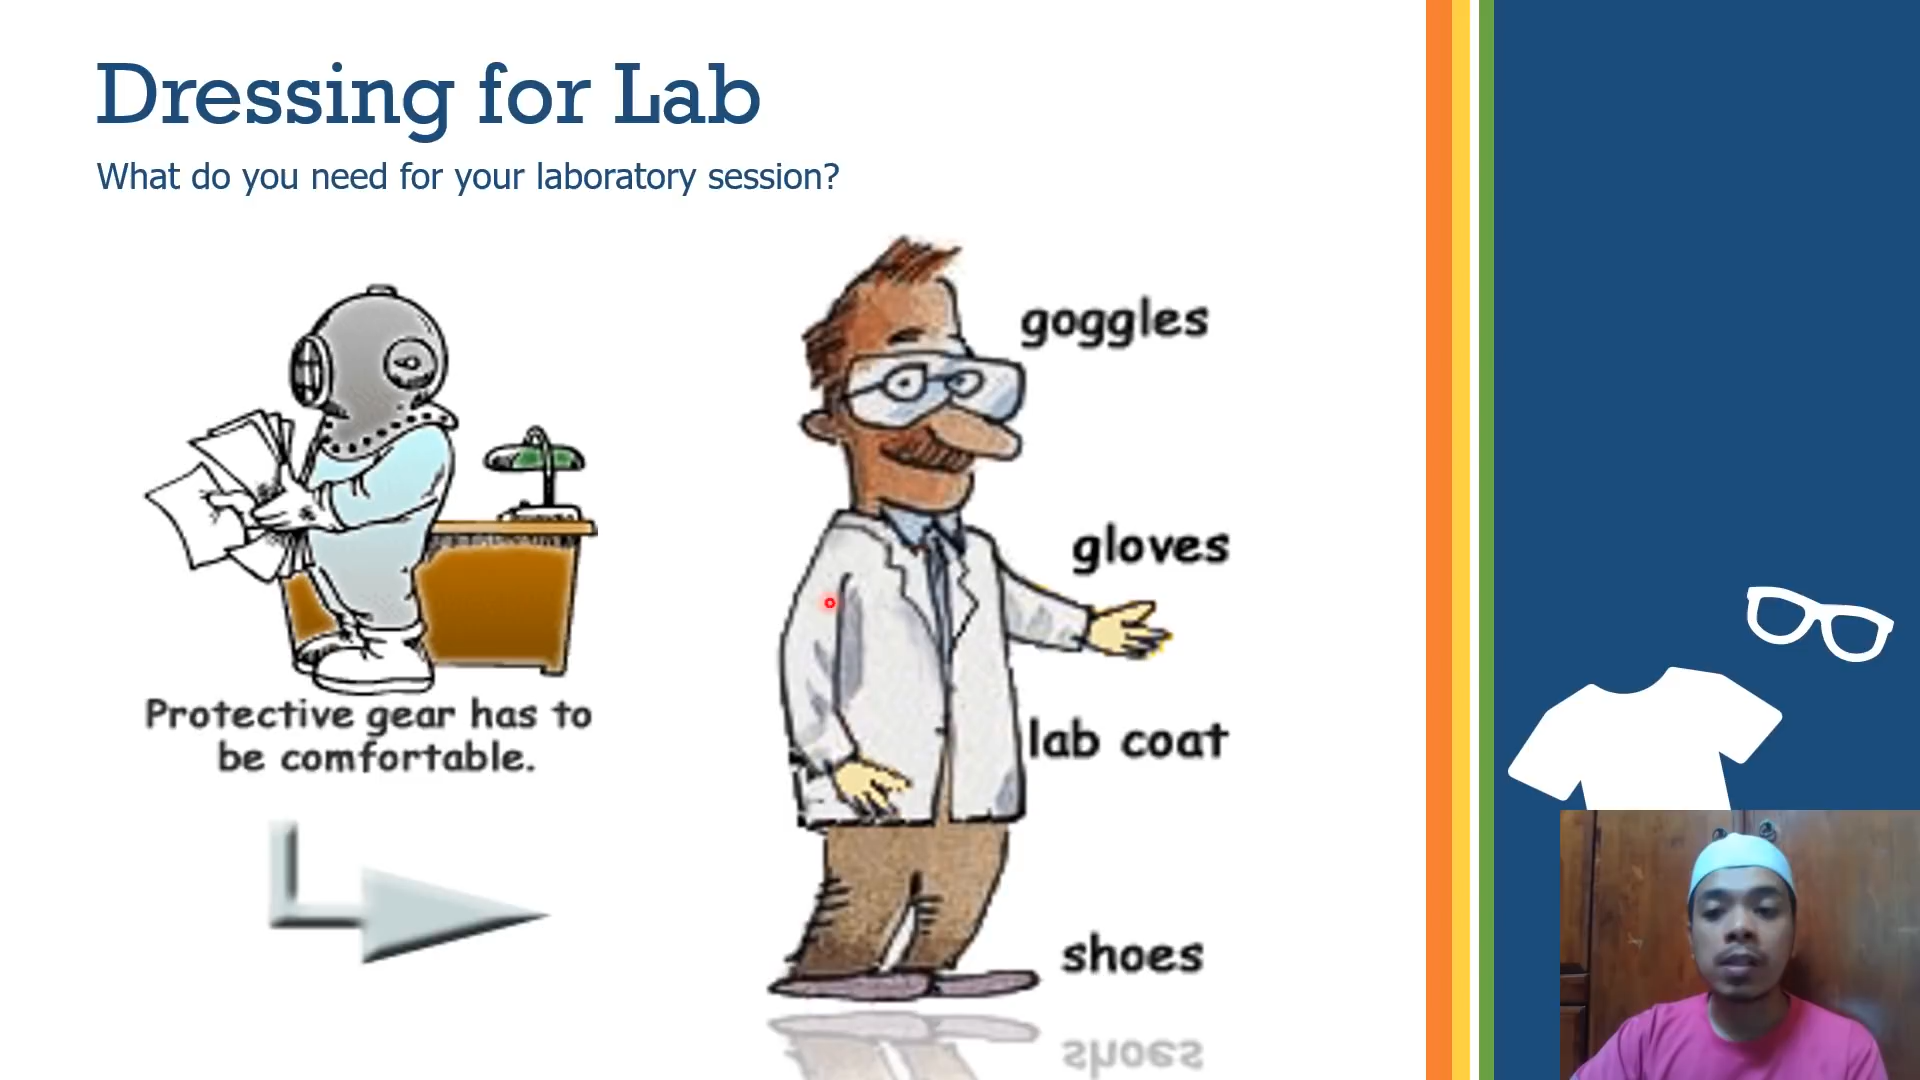 Dressing for Lab
What do you need for your laboratory session?
goggles
gloves
Protective gear has to
be comfortable.
lab coat
shoes
shoes